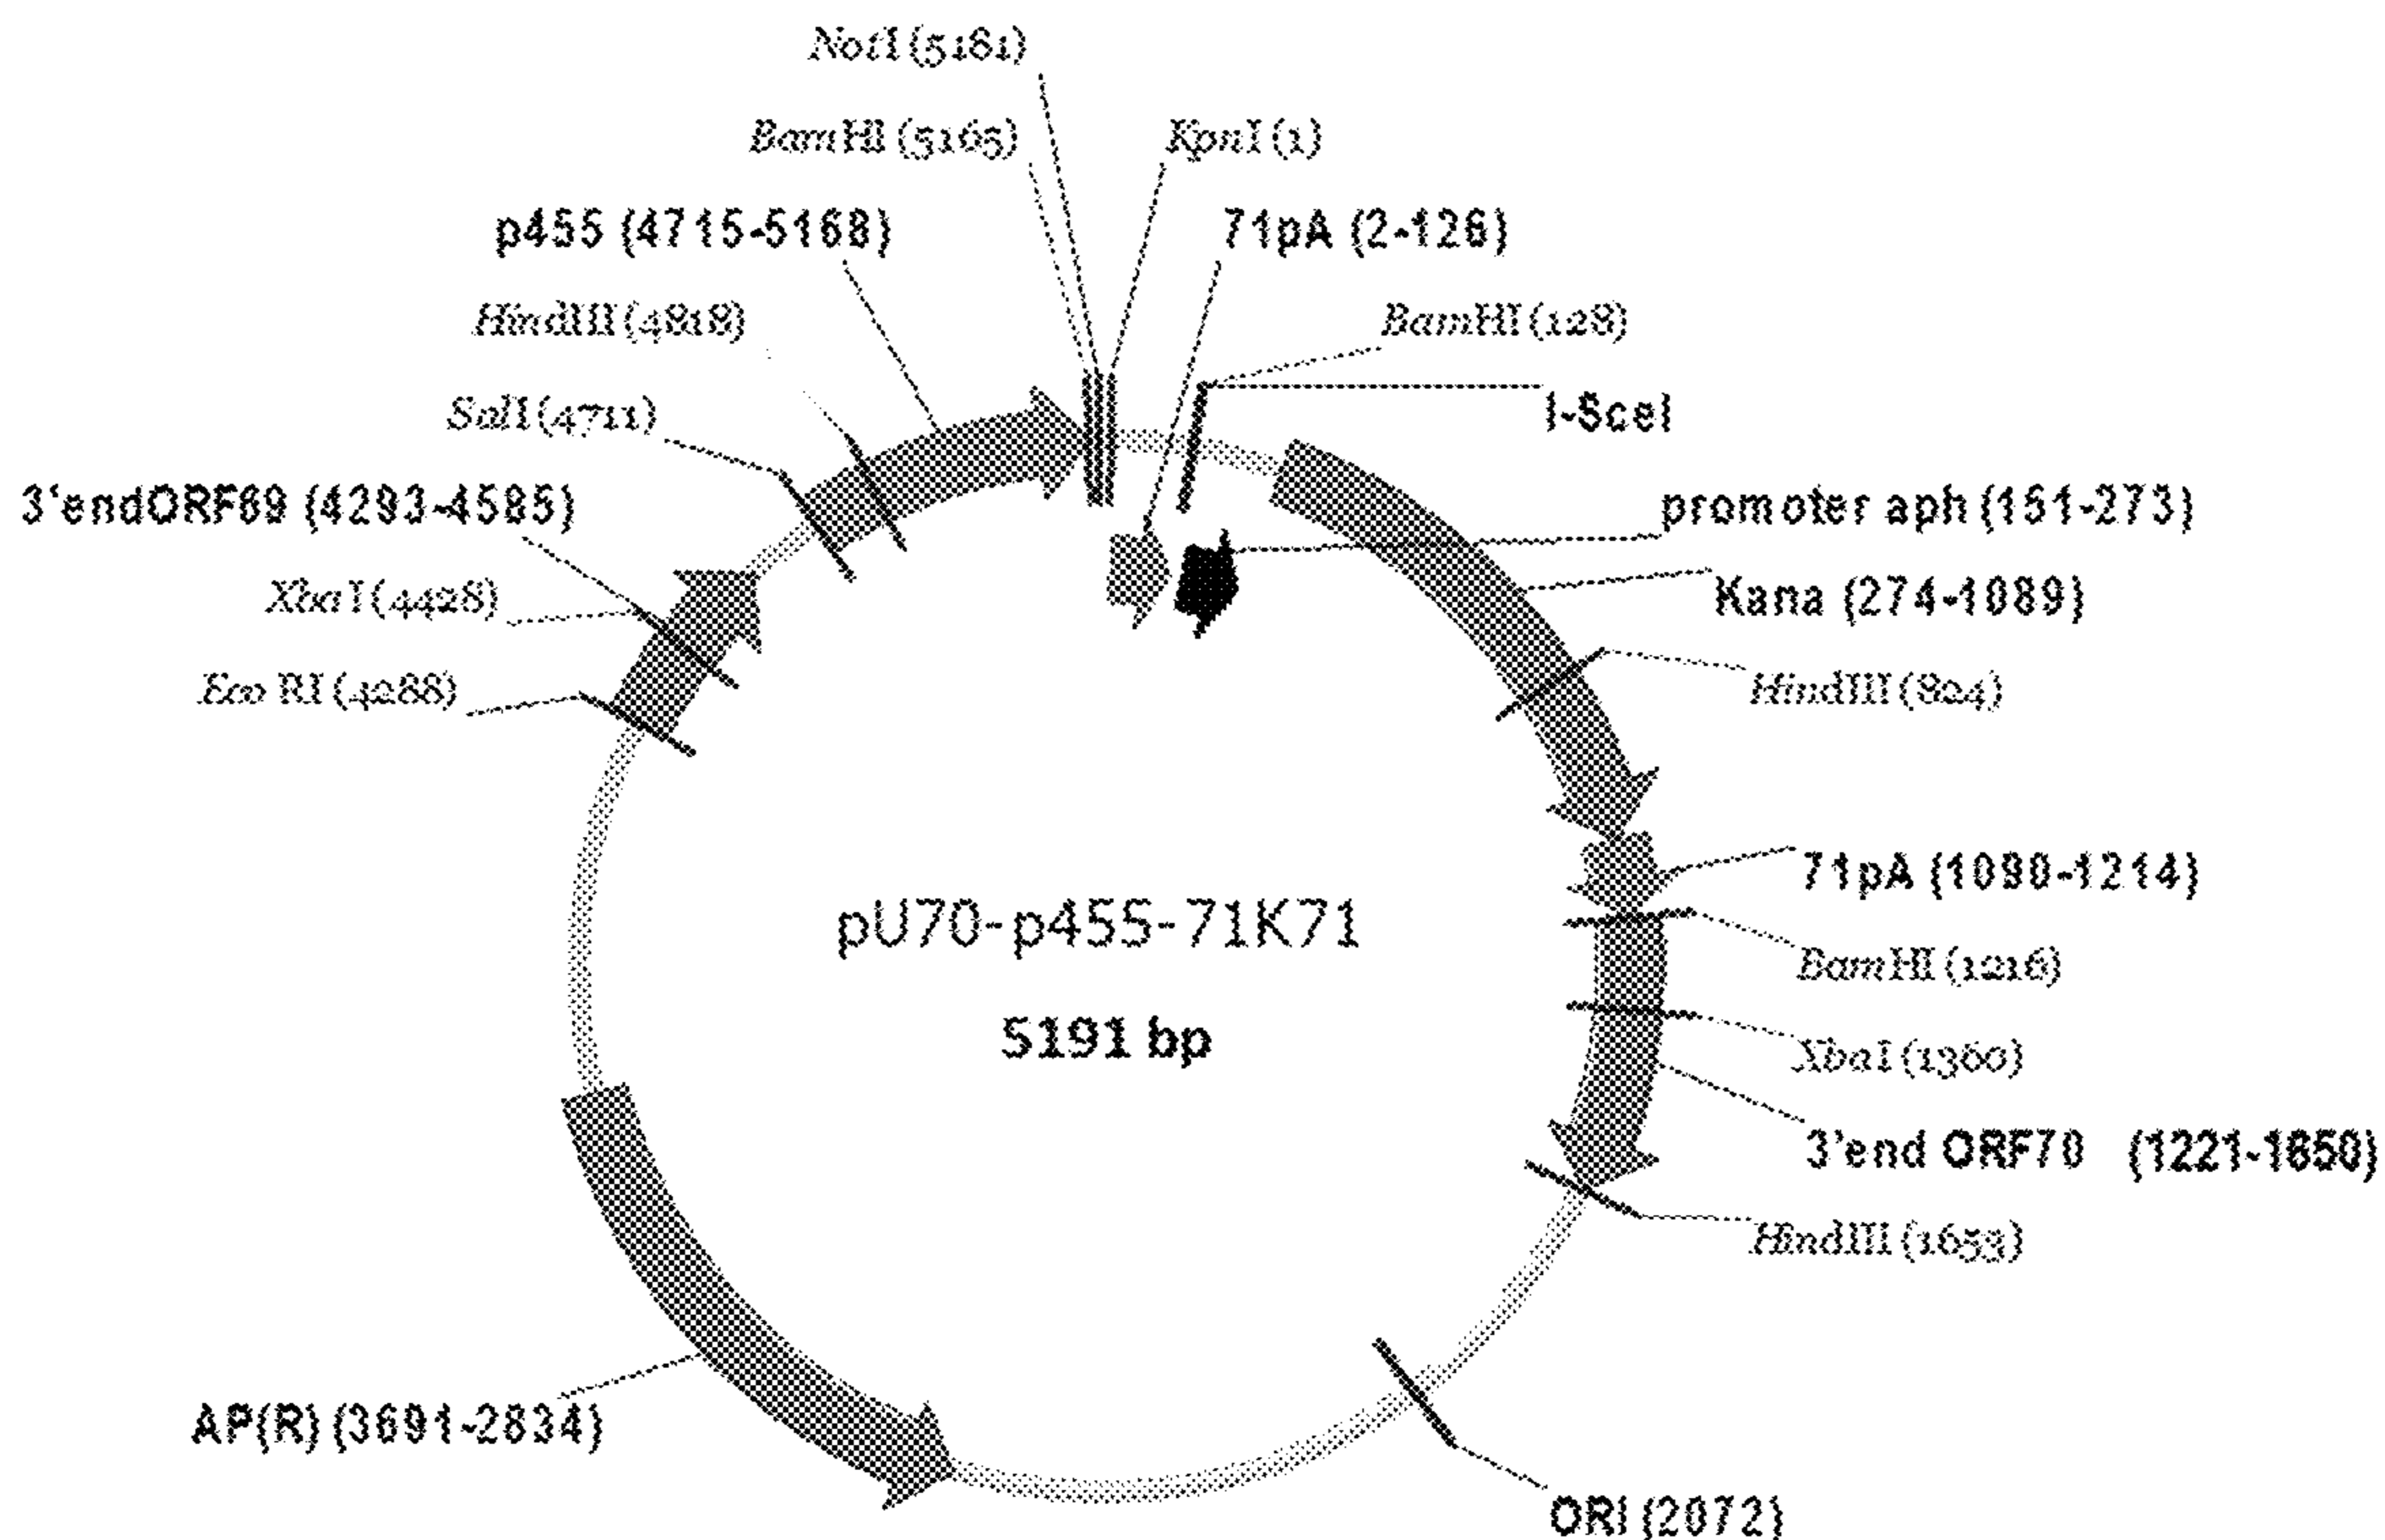 NotI (5181)
BamHI (5165)
KpnI (1)
p455 (4715-5168)
71pA (2-126)
HindIII (4818)
BamHI (128)
SalI (4711)
I-SceI
3'endORF69 (4293-4585)
promoter aph (151-273)
XbaI (4428)
Kana (274-1089)
Eco RI (4288)
HindIII (824)
71pA (1090-1214)
pU70-p455-71K71
BamHI (1216)
5191 bp
XbaI (1360)
3'end ORF70 (1221-1650)
HindIII (1653)
AP(R) (3691-2834)
ORI (2072)